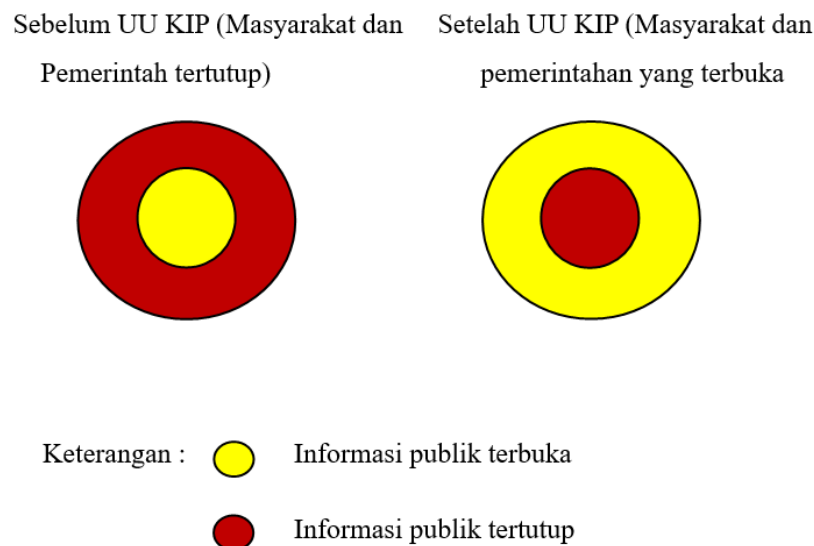 Sebelum UU KIP (Masyarakat dan
Pemerintah tertutup)
Setelah UU KIP (Masyarakat dan
pemerintahan yang terbuka
Keterangan :
Informasi publik terbuka
Informasi publik tertutup